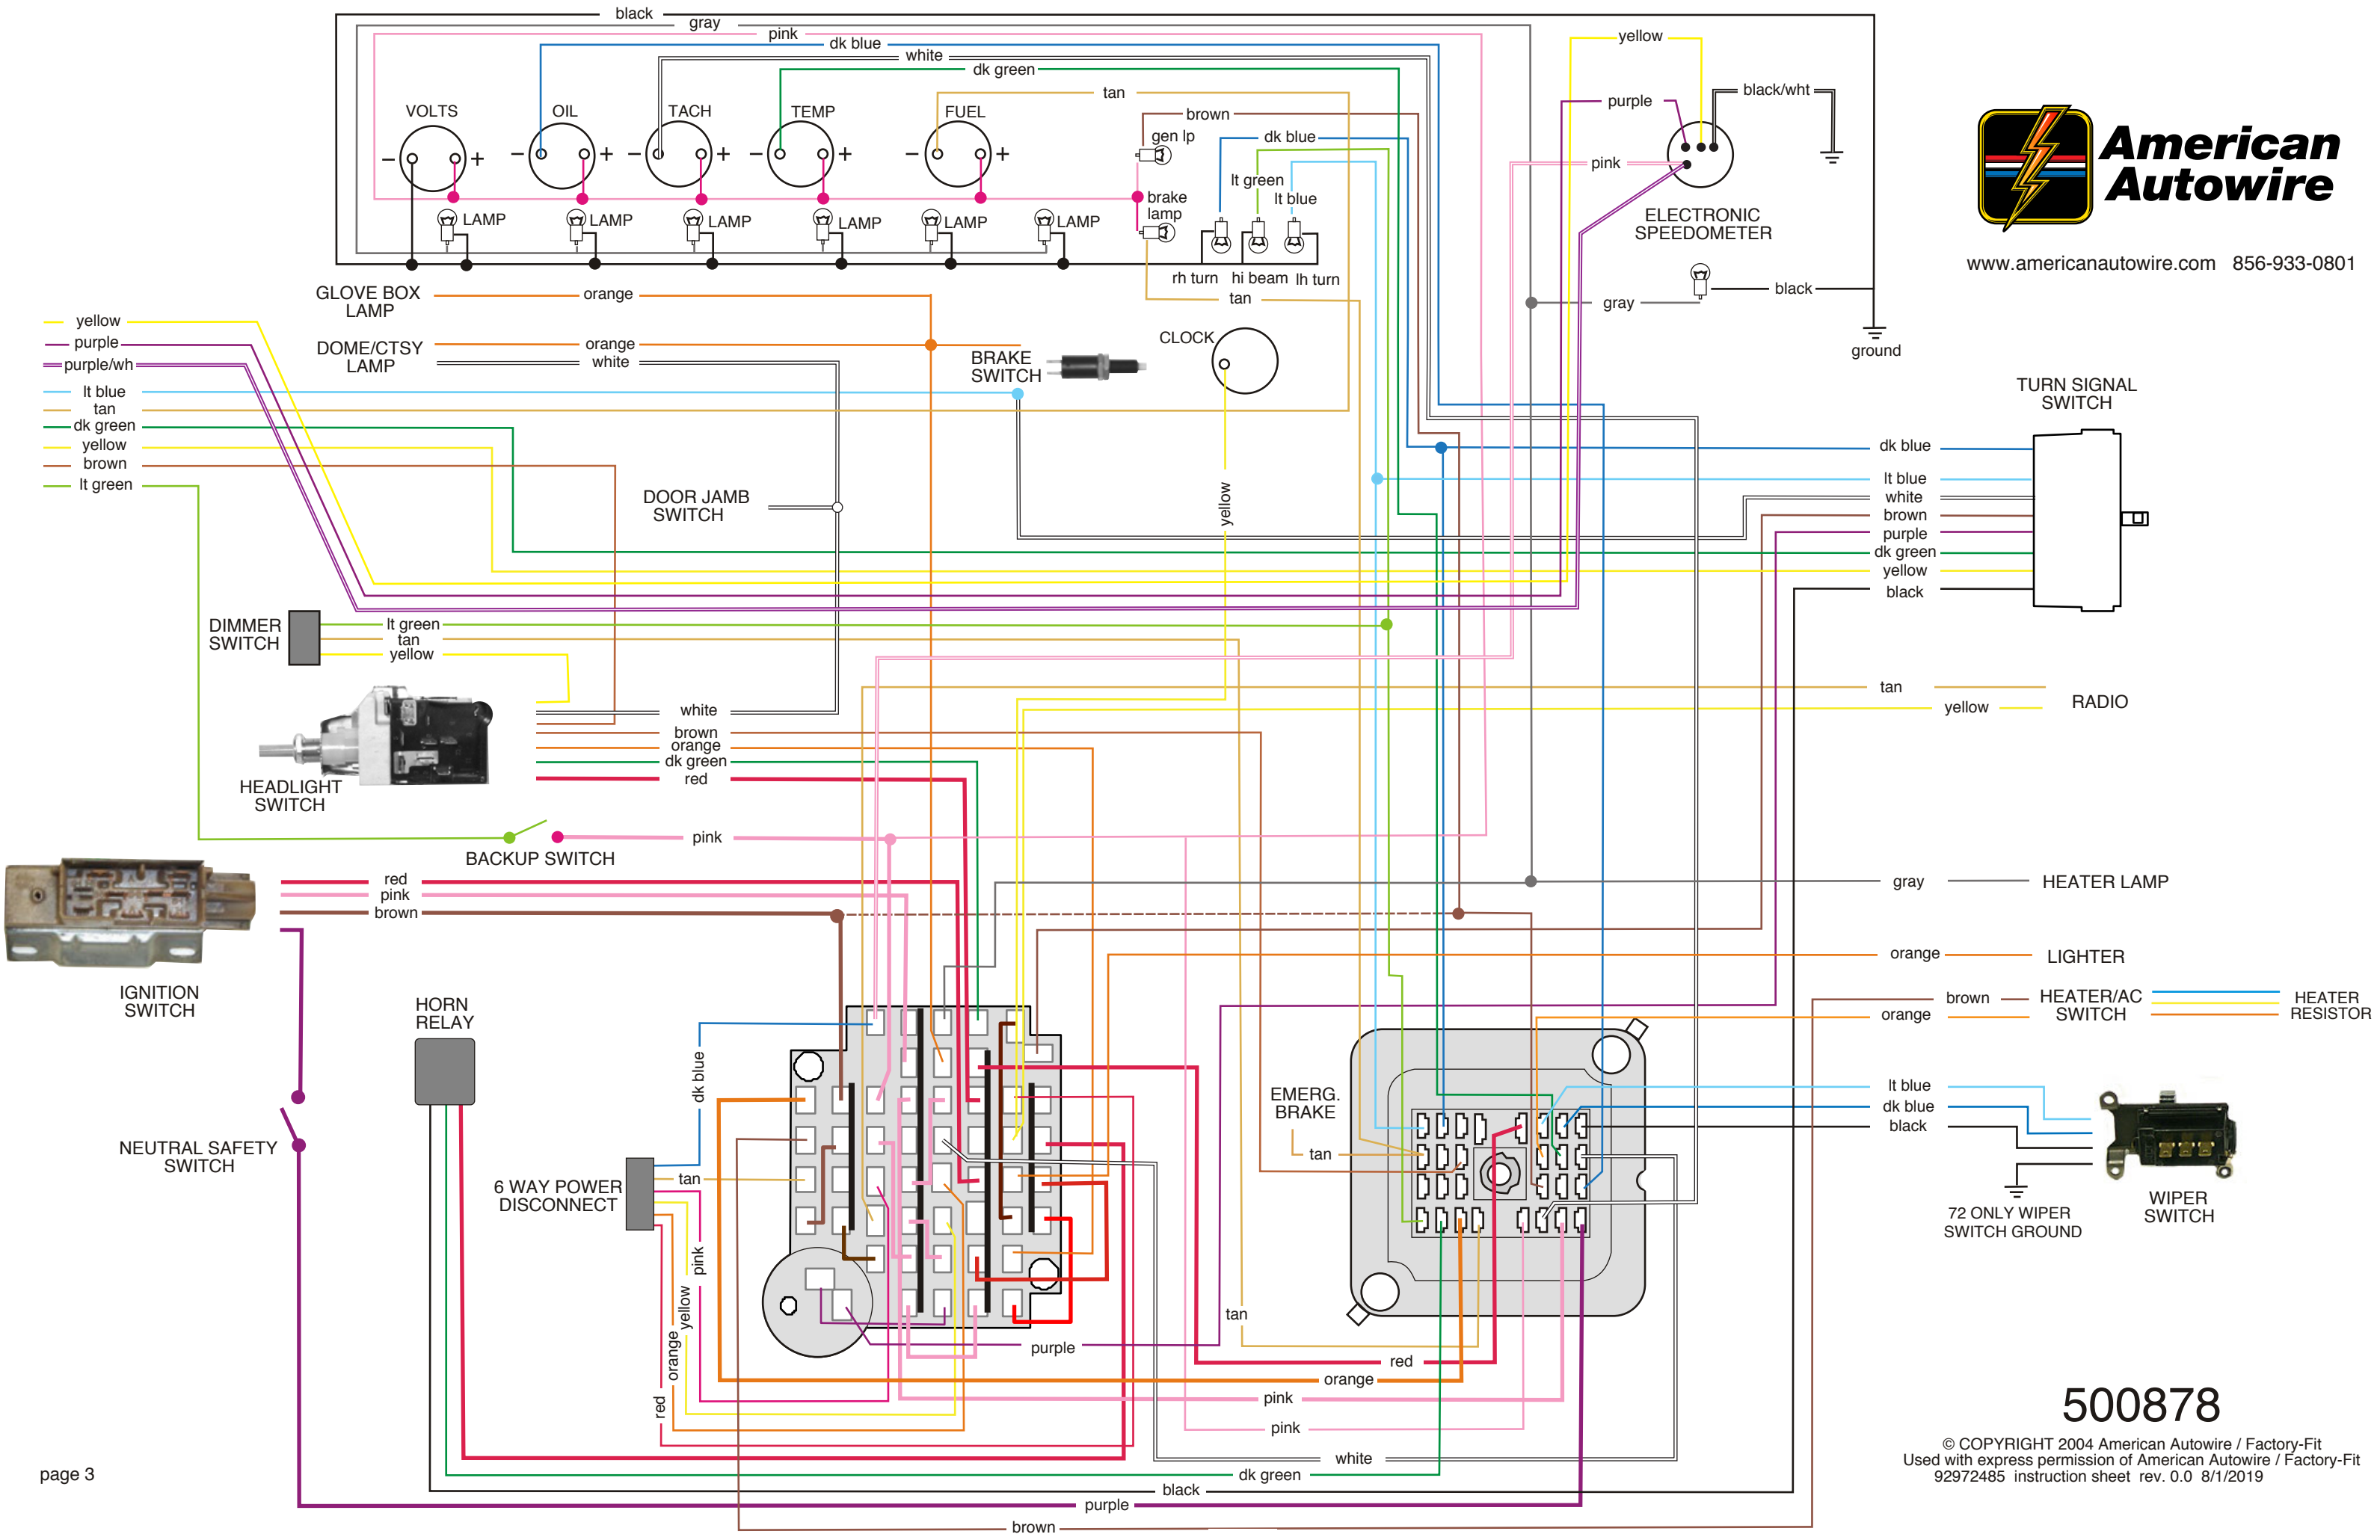 black
gray
pink
dk blue
white
dk green
tan
brown
gen lp
dk blue
VOLTS
OIL
TACH
TEMP
FUEL
− +
− +
− +
− +
− +
lt green
lt blue
brake
lamp
LAMP
LAMP
LAMP
LAMP
LAMP
LAMP
rh turn
hi beam
lh turn
tan
yellow
purple
black/wht
pink
ELECTRONIC
SPEEDOMETER
gray
black
ground
American
Autowire
www.americanautowire.com 856-933-0801
GLOVE BOX
LAMP
orange
DOME/CTSY
LAMP
orange
white
BRAKE
SWITCH
CLOCK
yellow
yellow
purple
purple/wh
lt blue
tan
dk green
yellow
brown
lt green
DOOR JAMB
SWITCH
TURN SIGNAL
SWITCH
dk blue
lt blue
white
brown
purple
dk green
yellow
black
DIMMER
SWITCH
lt green
tan
yellow
HEADLIGHT
SWITCH
white
brown
orange
dk green
red
tan
yellow
RADIO
BACKUP SWITCH
pink
red
pink
brown
IGNITION
SWITCH
gray
HEATER LAMP
orange
LIGHTER
brown
orange
HEATER/AC
SWITCH
HEATER
RESISTOR
HORN
RELAY
NEUTRAL SAFETY
SWITCH
dk blue
6 WAY POWER
DISCONNECT
tan
pink
yellow
orange
red
EMERG.
BRAKE
tan
lt blue
dk blue
black
72 ONLY WIPER
SWITCH GROUND
WIPER
SWITCH
tan
purple
red
orange
pink
pink
white
dk green
black
purple
brown
500878
© COPYRIGHT 2004 American Autowire / Factory-Fit
Used with express permission of American Autowire / Factory-Fit
92972485 instruction sheet rev. 0.0 8/1/2019
page 3